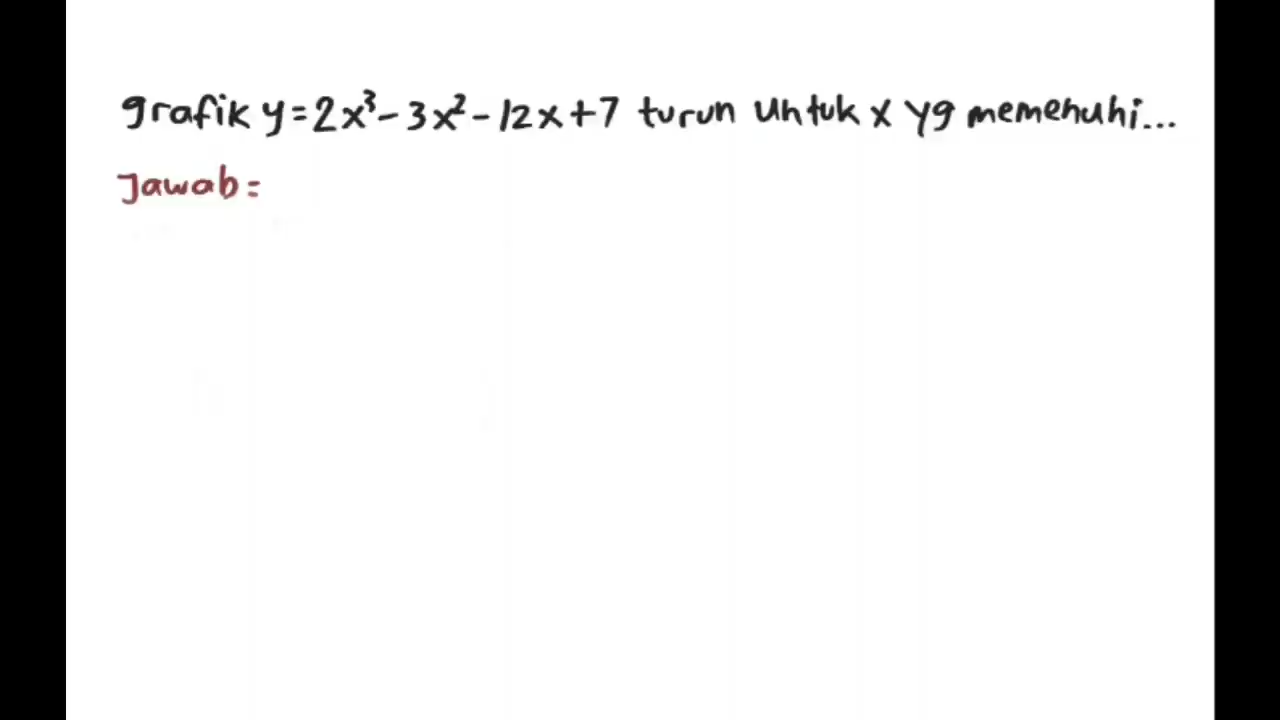 grafik y = 2x³ - 3x² - 12x + 7 turun untuk x yg memenuhi...
Jawab =